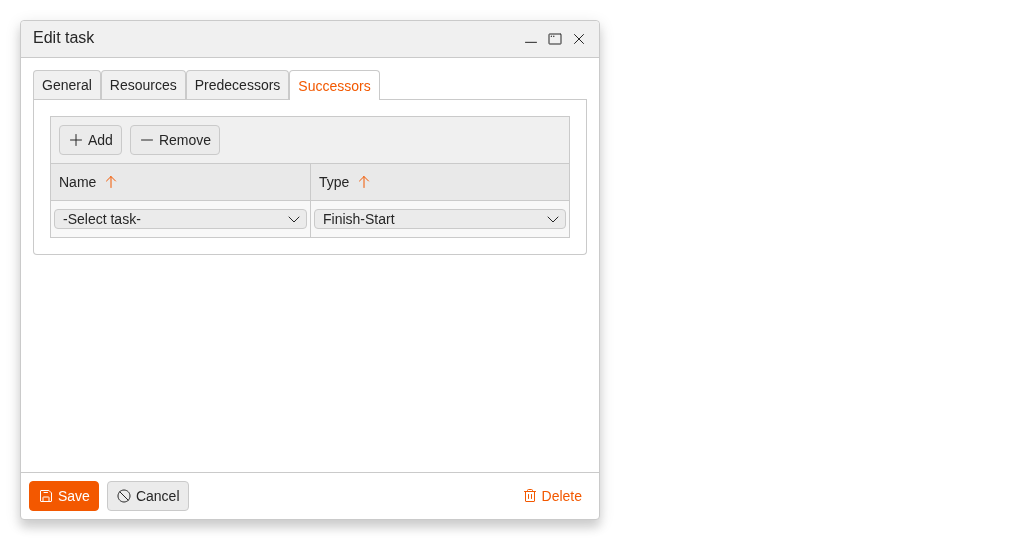 Edit task
General Resources Predecessors Successors
Add Remove
Name Type
-Select task- Finish-Start
Save Cancel Delete